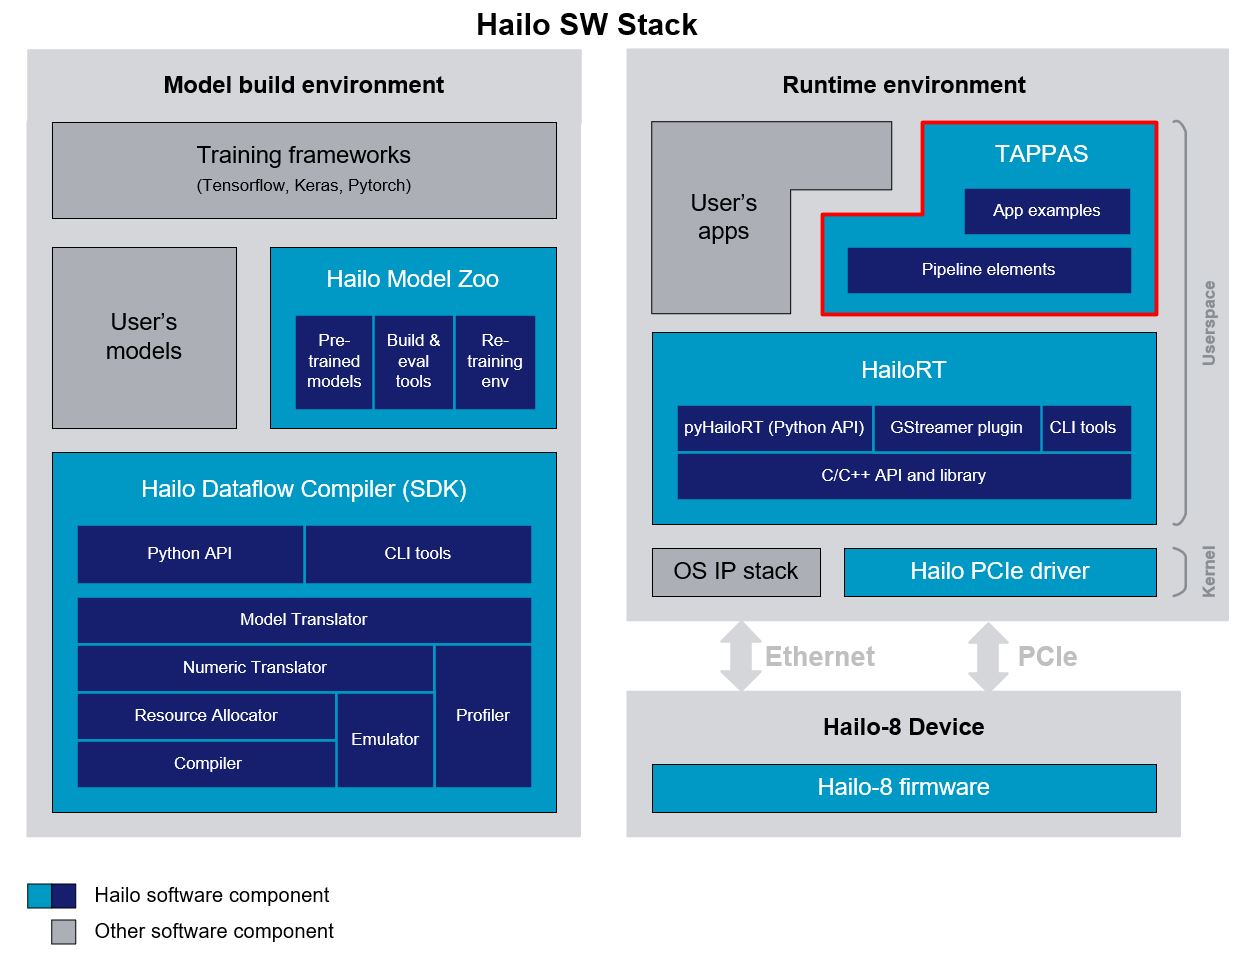 Hailo SW Stack
Model build environment
Training frameworks
(Tensorflow, Keras, Pytorch)
User's
models
Hailo Model Zoo
Pre-
trained
models
Build &
eval
tools
Re-
training
env
Hailo Dataflow Compiler (SDK)
Python API
CLI tools
Model Translator
Numeric Translator
Resource Allocator
Compiler
Emulator
Profiler
Runtime environment
User's
apps
TAPPAS
App examples
Pipeline elements
HailoRT
pyHailoRT (Python API)
GStreamer plugin
CLI tools
C/C++ API and library
Userspace
OS IP stack
Hailo PCIe driver
Kernel
Ethernet
PCIe
Hailo-8 Device
Hailo-8 firmware
Hailo software component
Other software component